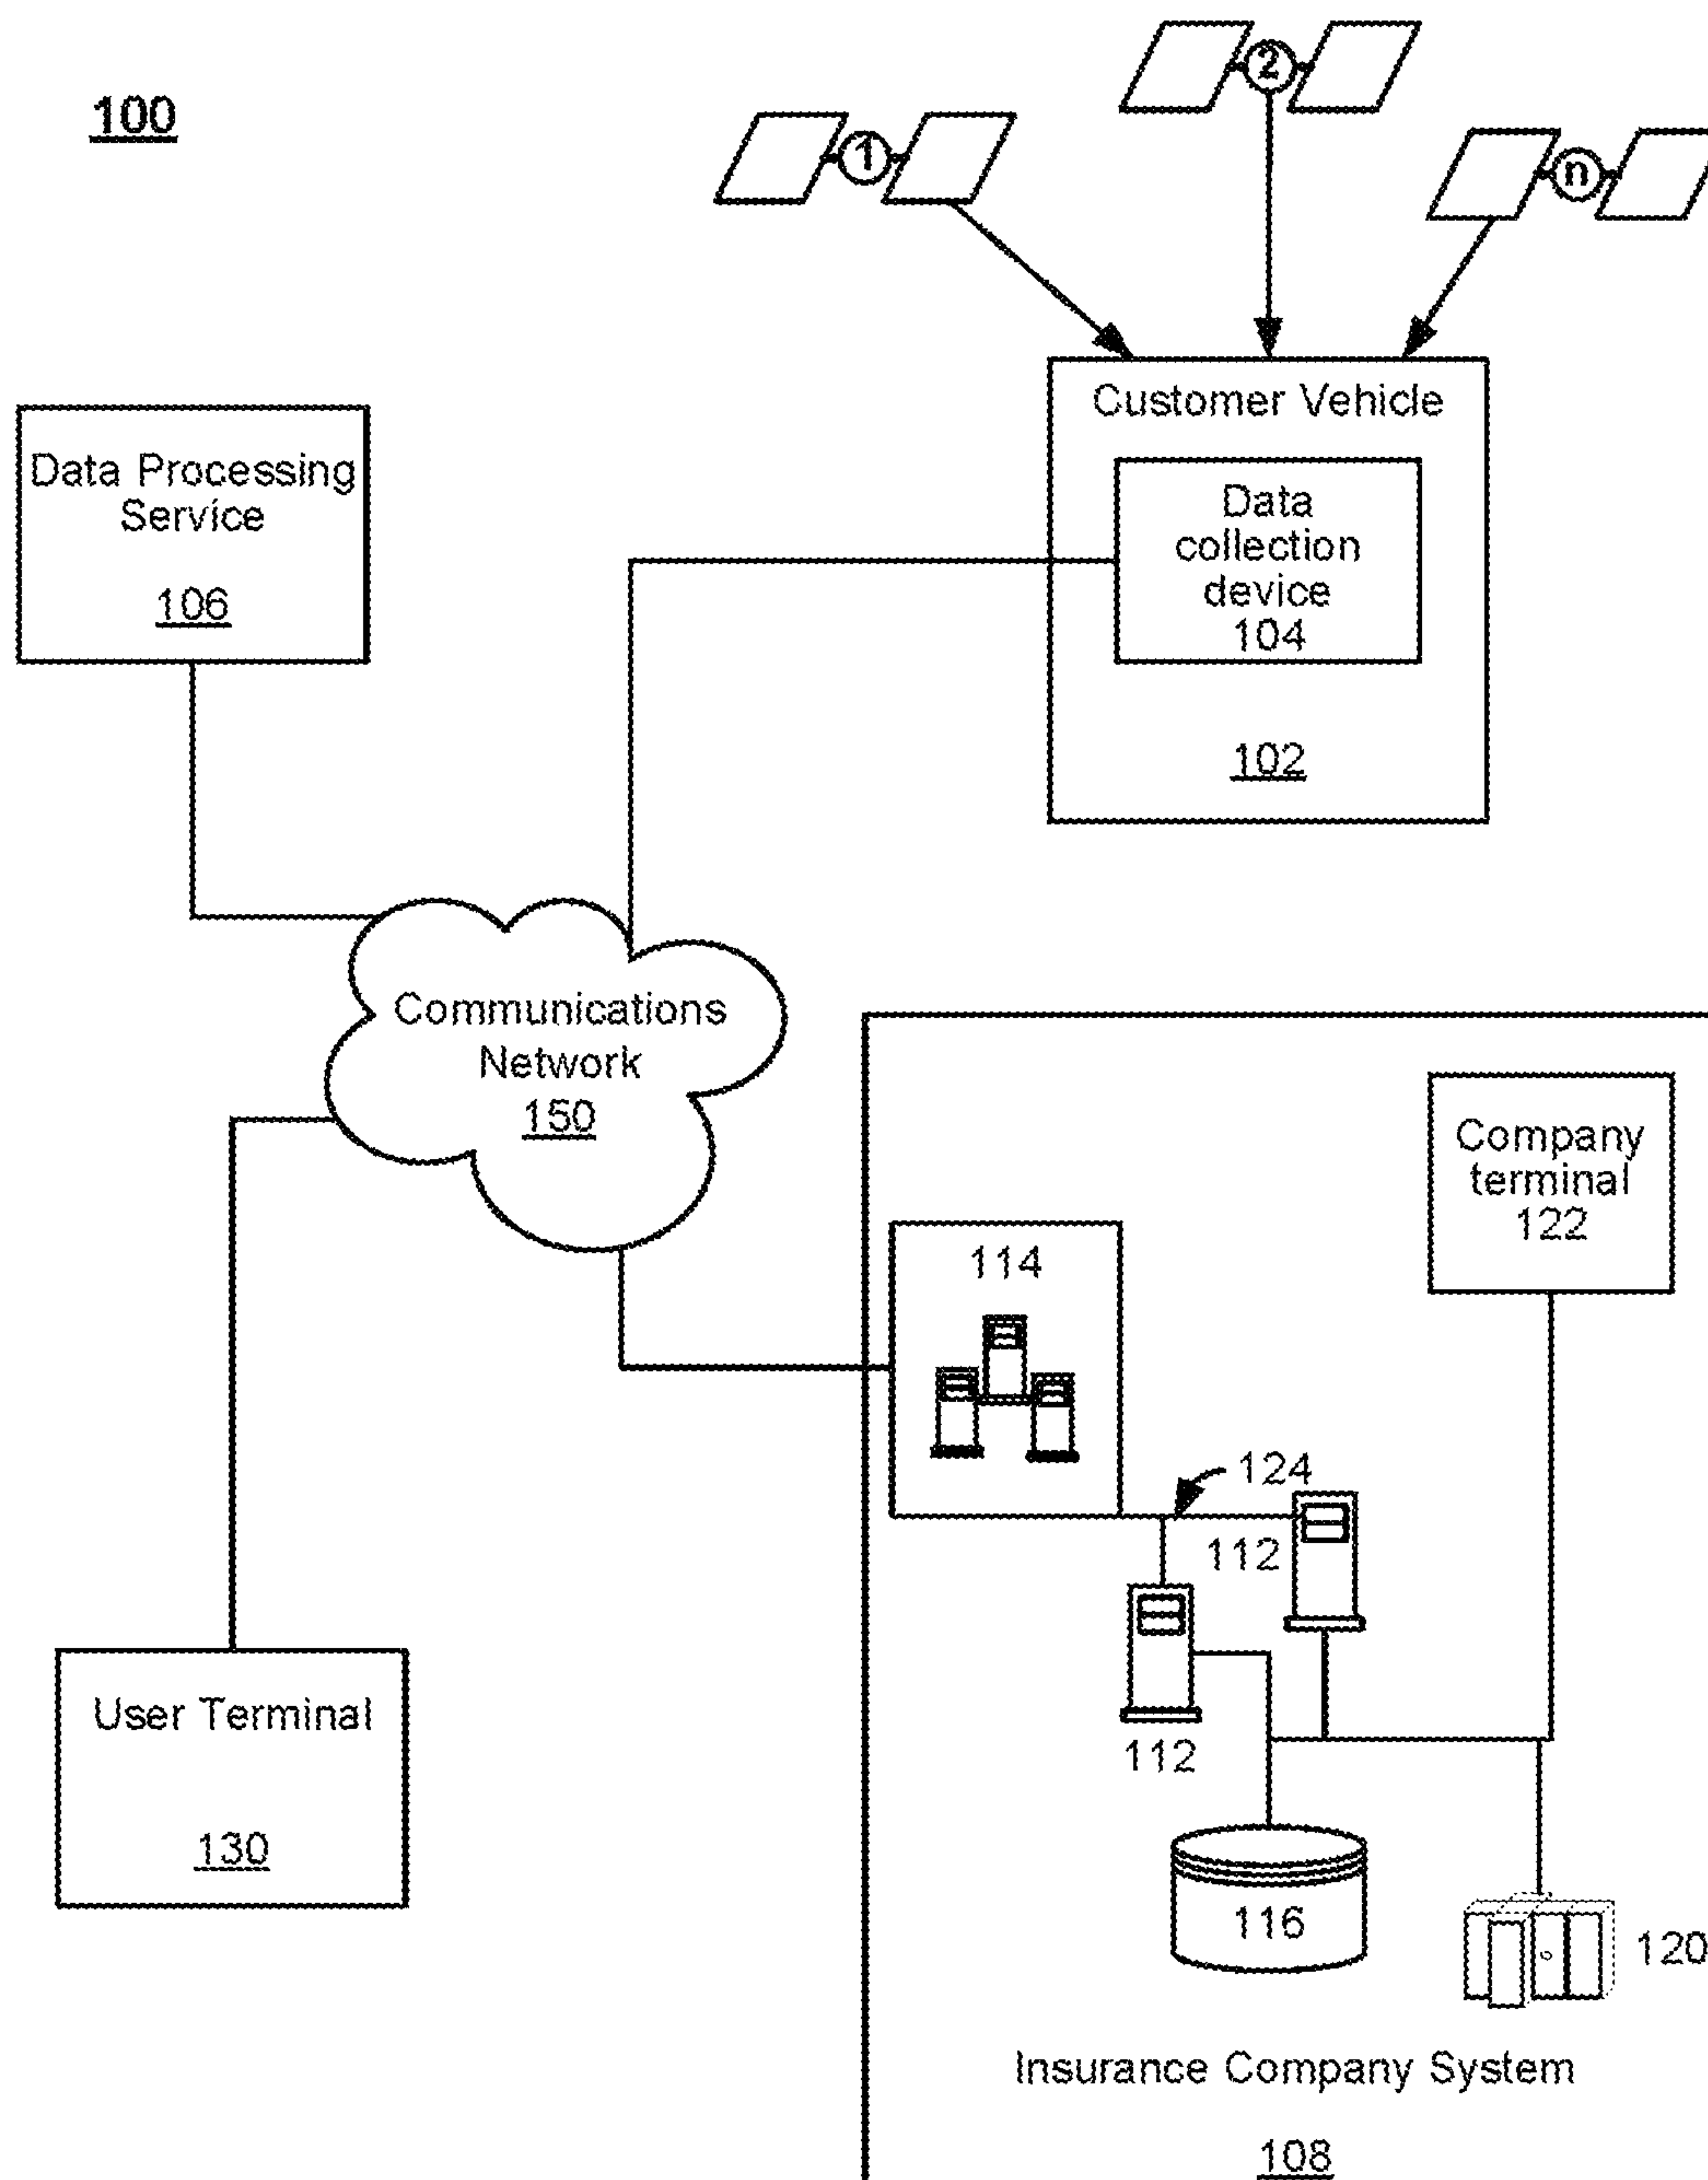 100
1
2
n
Customer Vehicle
Data
collection
device
104
102
Data Processing
Service
106
Communications
Network
150
Company
terminal
122
114
124
112
112
User Terminal
130
116
120
Insurance Company System
108